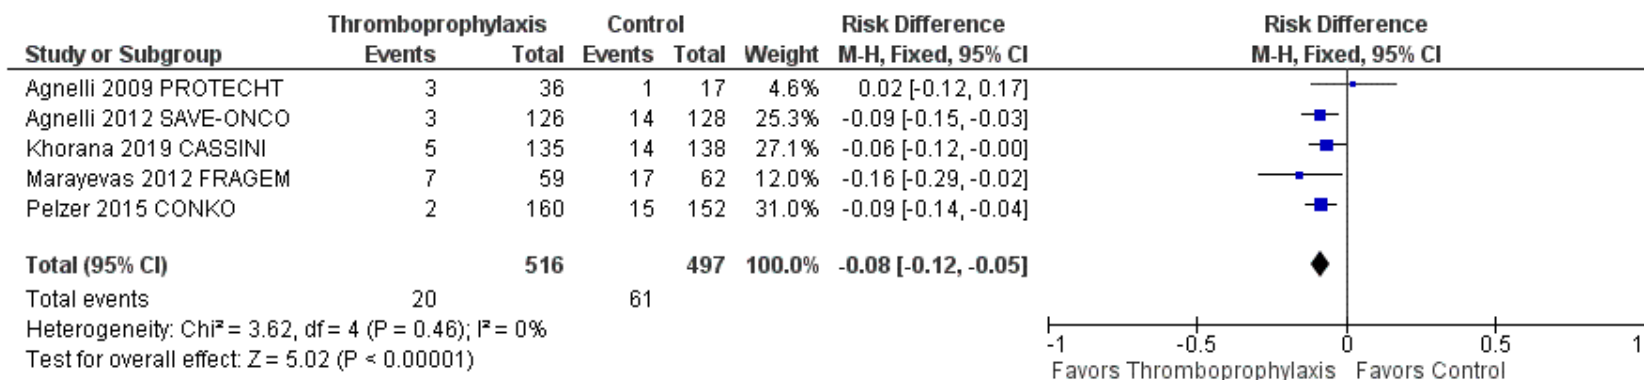 Thromboprophylaxis Control Risk Difference Risk Difference
Study or Subgroup Events Total Events Total Weight M-H, Fixed, 95% CI M-H, Fixed, 95% CI
Agnelli 2009 PROTECHT 3 36 1 17 4.6% 0.02 [-0.12, 0.17]
Agnelli 2012 SAVE-ONCO 3 126 14 128 25.3% -0.09 [-0.15, -0.03]
Khorana 2019 CASSINI 5 135 14 138 27.1% -0.06 [-0.12, -0.00]
Marayevas 2012 FRAGEM 7 59 17 62 12.0% -0.16 [-0.29, -0.02]
Pelzer 2015 CONKO 2 160 15 152 31.0% -0.09 [-0.14, -0.04]
Total (95% CI) 516 497 100.0% -0.08 [-0.12, -0.05]
Total events 20 61
Heterogeneity: Chi² = 3.62, df = 4 (P = 0.46); I² = 0%
Test for overall effect: Z = 5.02 (P < 0.00001)
-1 -0.5 0 0.5 1
Favors Thromboprophylaxis Favors Control